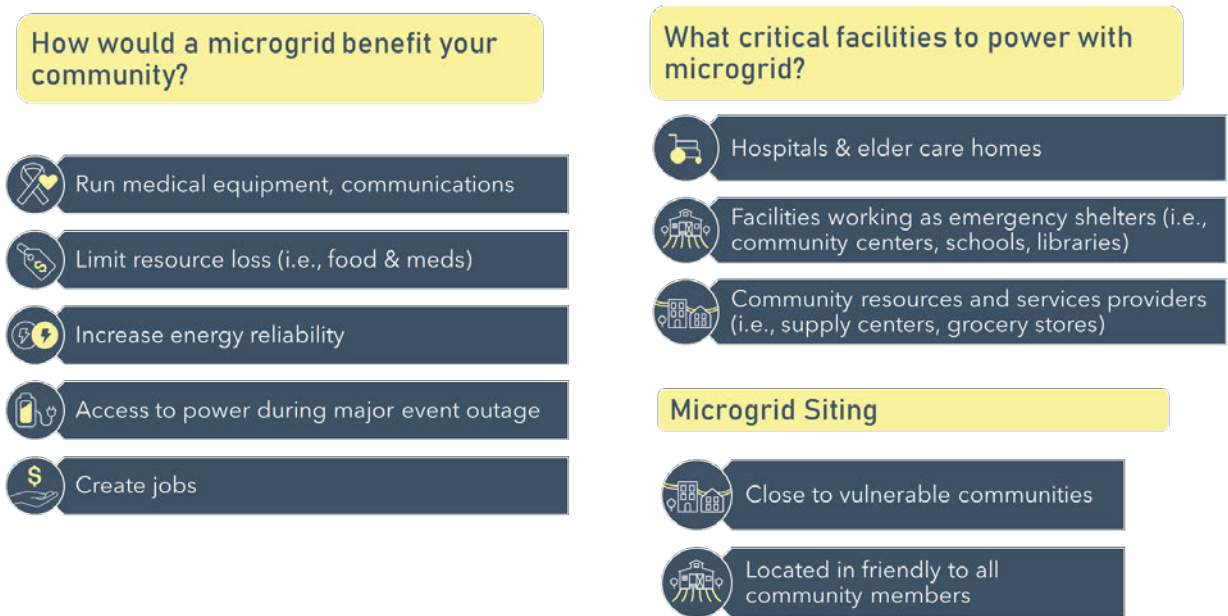 How would a microgrid benefit your
community?
Run medical equipment, communications
Limit resource loss (i.e., food & meds)
Increase energy reliability
Access to power during major event outage
Create jobs
What critical facilities to power with
microgrid?
Hospitals & elder care homes
Facilities working as emergency shelters (i.e.,
community centers, schools, libraries)
Community resources and services providers
(i.e., supply centers, grocery stores)
Microgrid Siting
Close to vulnerable communities
Located in friendly to all
community members